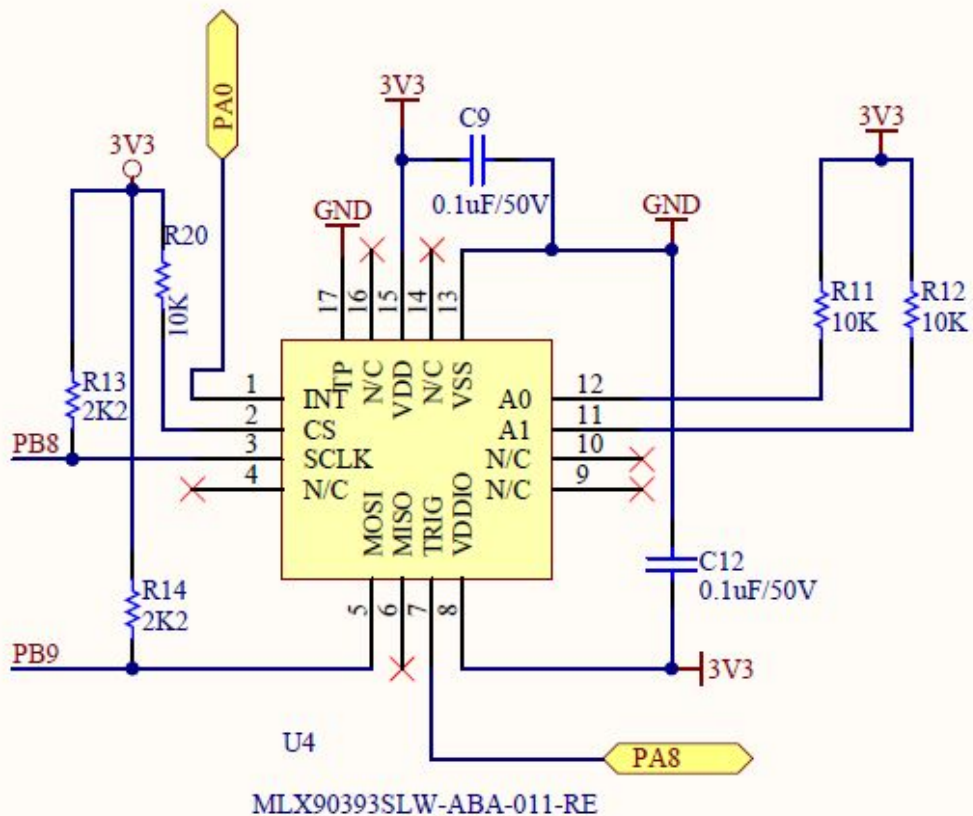 PA0
3V3
R20
10K
R13
2K2
PB8
R14
2K2
PB9
3V3
C9
0.1uF/50V
GND
GND
3V3
R11
10K
R12
10K
17
16
15
14
13
TP
N/C
VDD
N/C
VSS
1
INT
2
CS
3
SCLK
4
N/C
12
A0
11
A1
10
N/C
9
N/C
MOSI
MISO
TRIG
VDDIO
5
6
7
8
C12
0.1uF/50V
3V3
PA8
U4
MLX90393SLW-ABA-011-RE